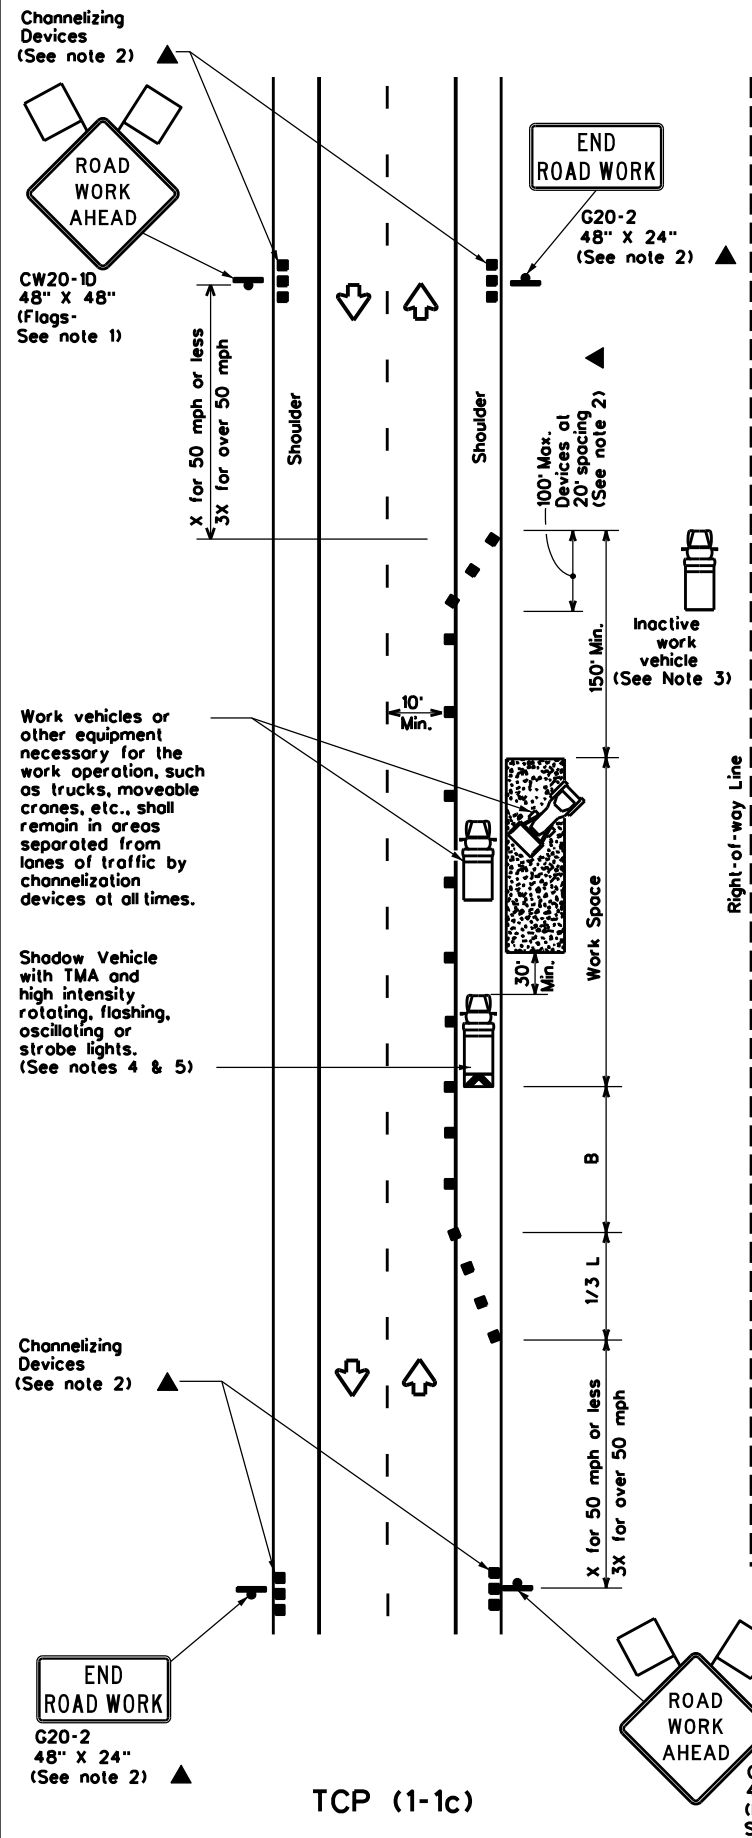 Channelizing
Devices
(See note 2)
ROAD
WORK
AHEAD
CW20-1D
48" X 48"
(Flags-
See note 1)
END
ROAD WORK
G20-2
48" X 24"
(See note 2)
X for 50 mph or less
3X for over 50 mph
Shoulder
Shoulder
100' Max.
Devices at
20' spacing
(See note 2)
150' Min.
Inactive
work
vehicle
(See Note 3)
10'
Min.
Work vehicles or
other equipment
necessary for the
work operation, such
as trucks, moveable
cranes, etc., shall
remain in areas
separated from
lanes of traffic by
channelization
devices at all times.
Right-of-way Line
Work Space
30'
Min.
Shadow Vehicle
with TMA and
high intensity
rotating, flashing,
oscillating or
strobe lights.
(See notes 4 & 5)
B
1/3 L
Channelizing
Devices
(See note 2)
X for 50 mph or less
3X for over 50 mph
END
ROAD WORK
G20-2
48" X 24"
(See note 2)
ROAD
WORK
AHEAD
TCP (1-1c)